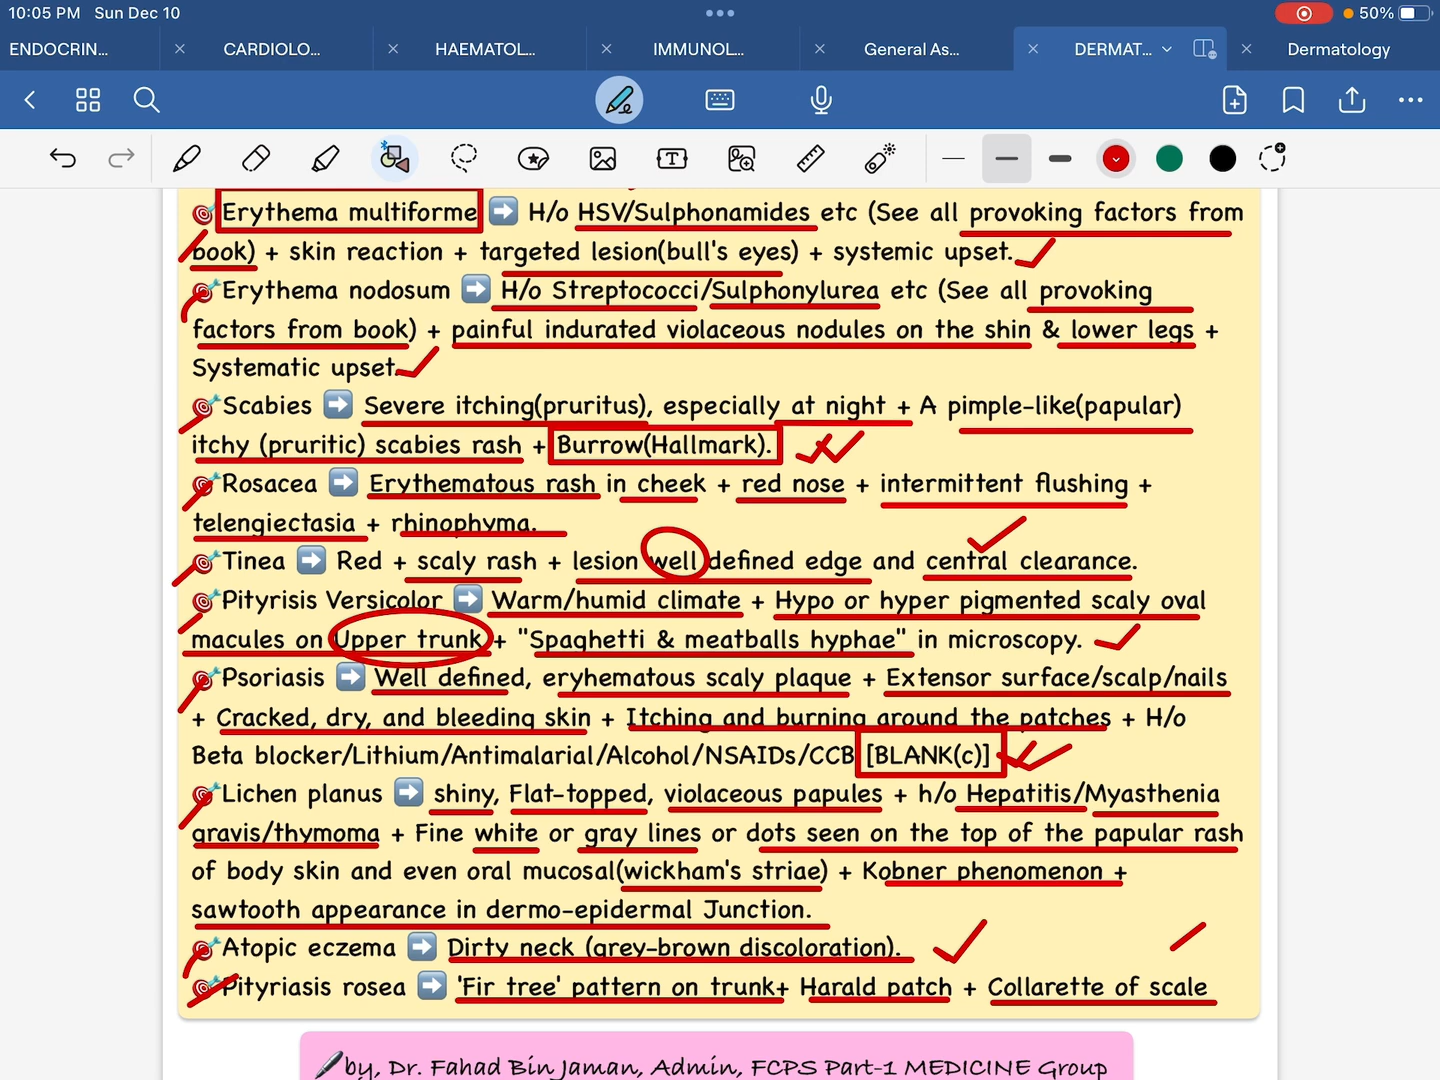 10:05 PM Sun Dec 10
50%
ENDOCRIN...
CARDIOLO...
HAEMATOL...
IMMUNOL...
General As...
DERMAT...
Dermatology
Erythema multiforme ➡ H/o HSV/Sulphonamides etc (See all provoking factors from
book) + skin reaction + targeted lesion(bull's eyes) + systemic upset.
Erythema nodosum ➡ H/o Streptococci/Sulphonylurea etc (See all provoking
factors from book) + painful indurated violaceous nodules on the shin & lower legs +
Systematic upset.
Scabies ➡ Severe itching(pruritus), especially at night + A pimple-like(papular)
itchy (pruritic) scabies rash + Burrow(Hallmark).
Rosacea ➡ Erythematous rash in cheek + red nose + intermittent flushing +
telengiectasia + rhinophyma.
Tinea ➡ Red + scaly rash + lesion well defined edge and central clearance.
Pityrisis Versicolor ➡ Warm/humid climate + Hypo or hyper pigmented scaly oval
macules on Upper trunk + "Spaghetti & meatballs hyphae" in microscopy.
Psoriasis ➡ Well defined, eryhematous scaly plaque + Extensor surface/scalp/nails
+ Cracked, dry, and bleeding skin + Itching and burning around the patches + H/o
Beta blocker/Lithium/Antimalarial/Alcohol/NSAIDs/CCB [BLANK(c)]
Lichen planus ➡ shiny, Flat-topped, violaceous papules + h/o Hepatitis/Myasthenia
gravis/thymoma + Fine white or gray lines or dots seen on the top of the papular rash
of body skin and even oral mucosal(wickham's striae) + Kobner phenomenon +
sawtooth appearance in dermo-epidermal Junction.
Atopic eczema ➡ Dirty neck (grey-brown discoloration).
Pityriasis rosea ➡ 'Fir tree' pattern on trunk+ Harald patch + Collarette of scale
by, Dr. Fahad Bin Jaman, Admin, FCPS Part-1 MEDICINE Group